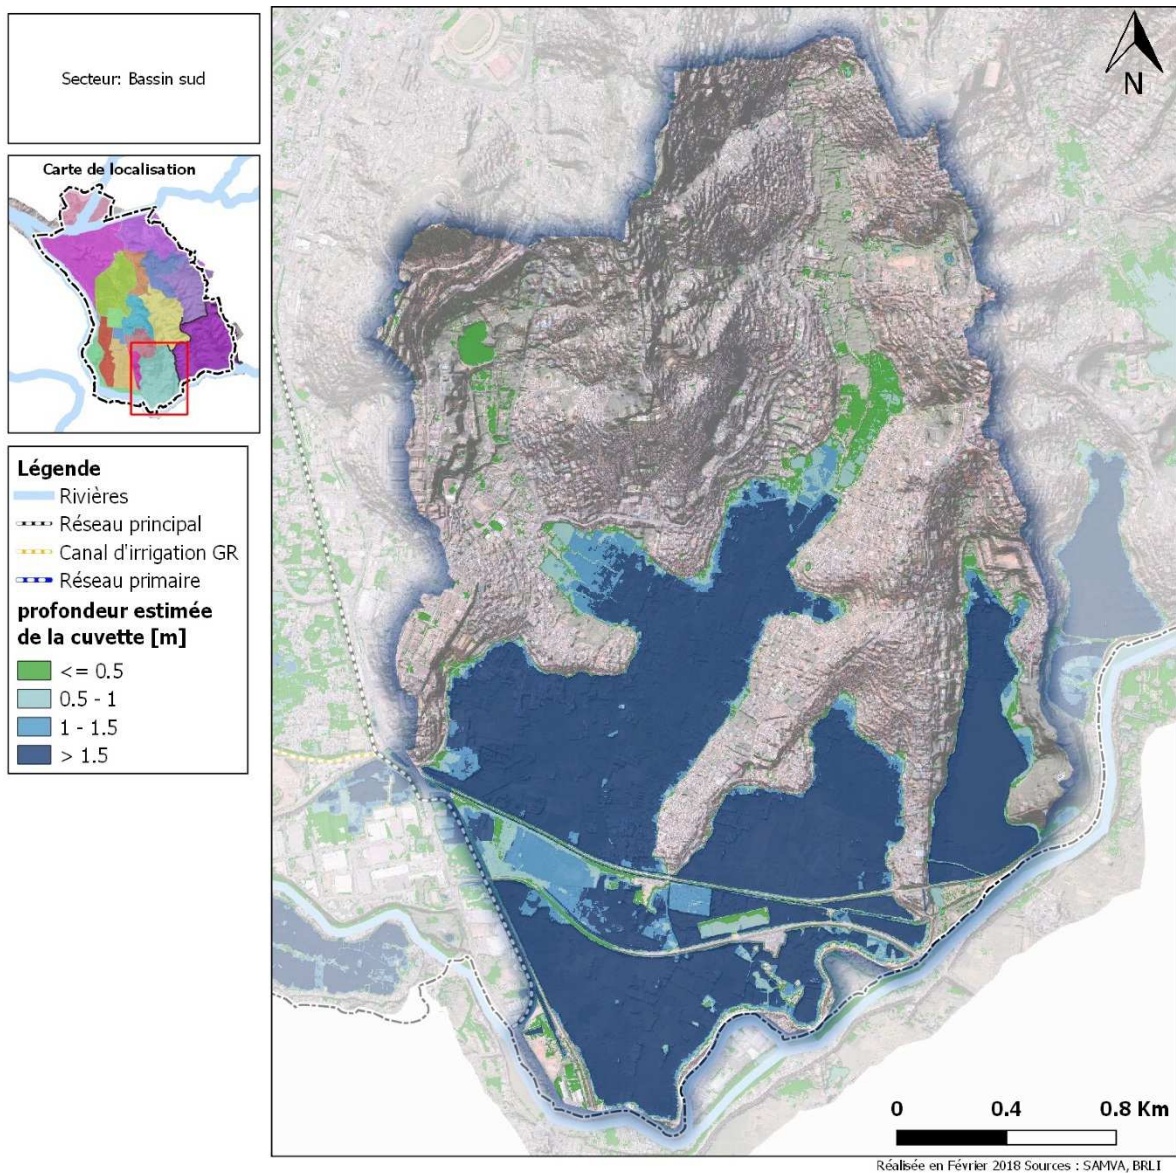 Secteur: Bassin sud
Carte de localisation
Légende
Rivières
Réseau principal
Canal d'irrigation GR
Réseau primaire
profondeur estimée
de la cuvette [m]
<= 0.5
0.5 - 1
1 - 1.5
> 1.5
N
0 0.4 0.8 Km
Réalisée en Février 2018 Sources : SAMVA, BRLI